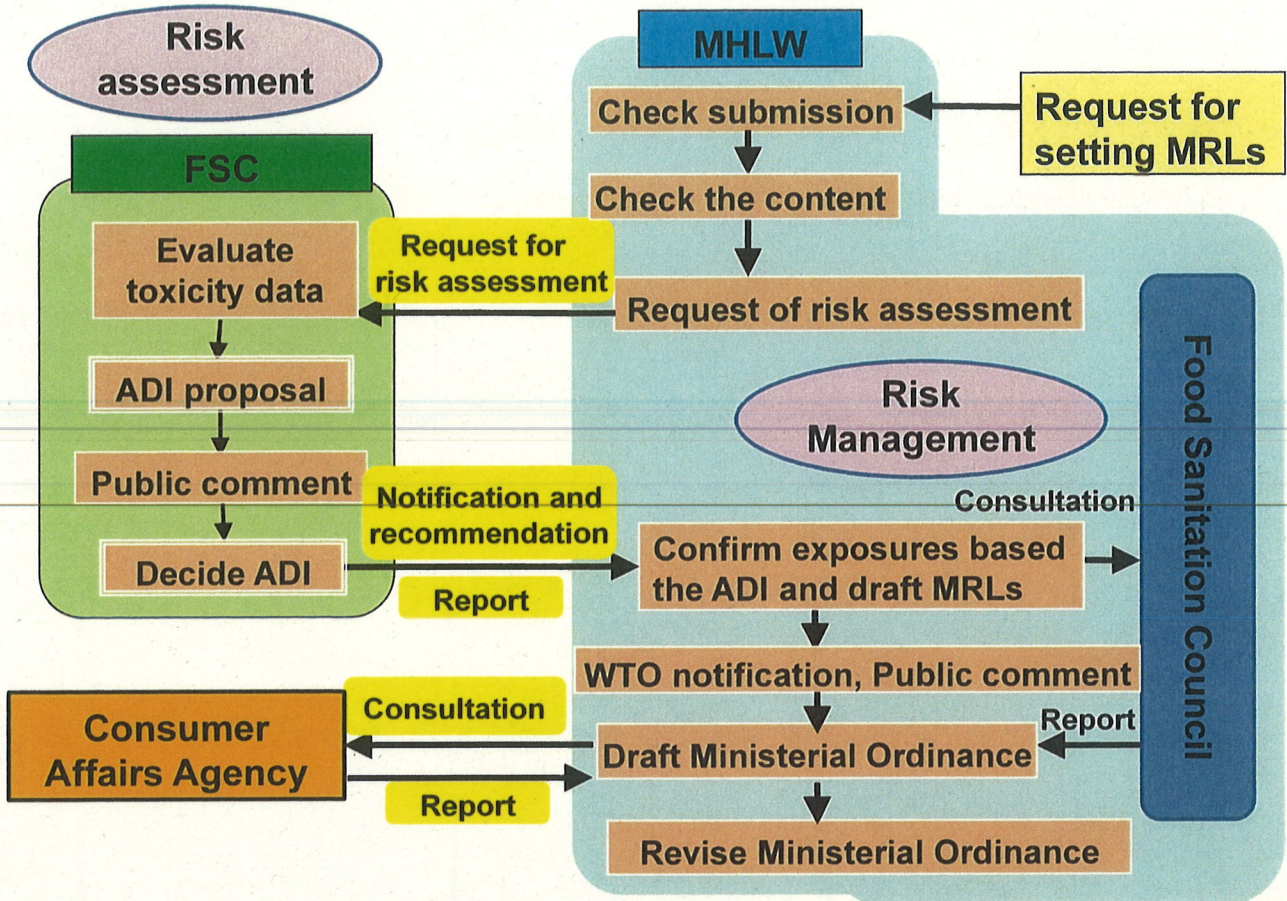 Risk
assessment
MHLW
Check submission
Request for
setting MRLs
FSC
Check the content
Evaluate
toxicity data
Request for
risk assessment
Request of risk assessment
ADI proposal
Risk
Management
Food Sanitation Council
Public comment
Notification and
recommendation
Consultation
Decide ADI
Report
Confirm exposures based
the ADI and draft MRLs
WTO notification, Public comment
Consumer
Affairs Agency
Consultation
Report
Draft Ministerial Ordinance
Report
Revise Ministerial Ordinance